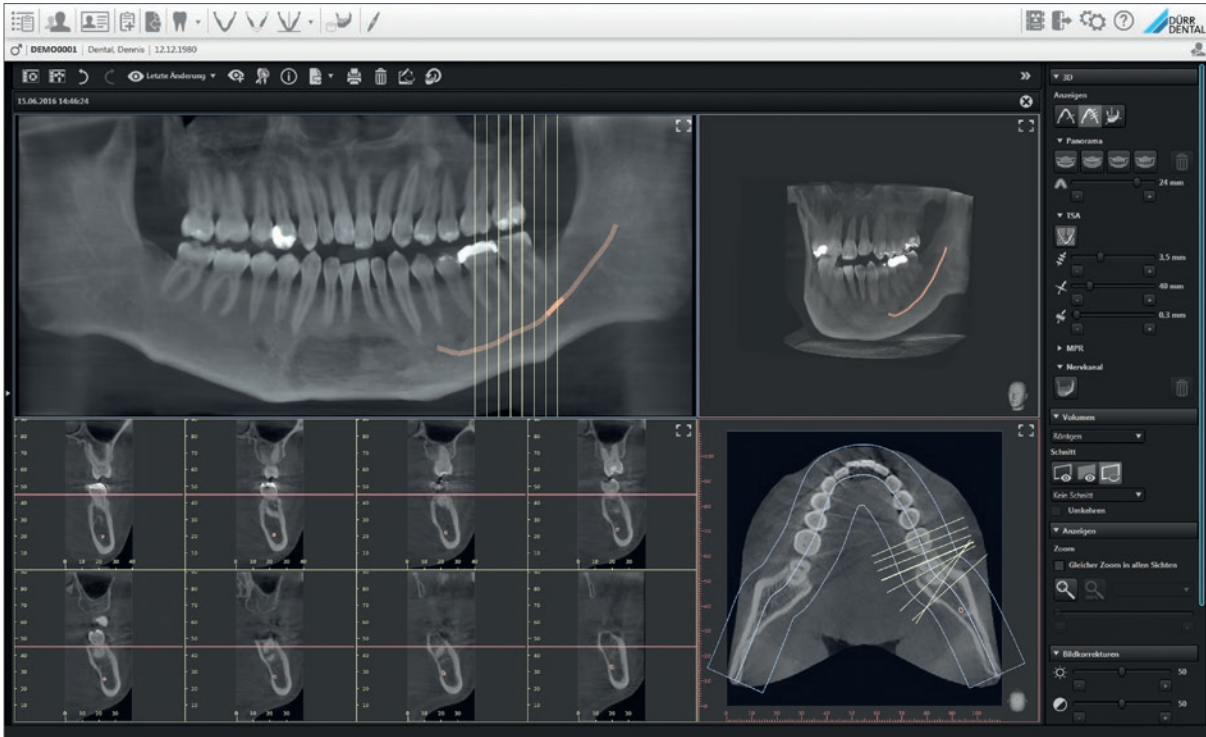 DÜRR
DENTAL
DEMO0001 | Dental, Dennis | 12.12.1980
Letzte Änderung
15.06.2016 14:46:24
3D
Anzeigen
Panorama
24 mm
TSA
3,5 mm
40 mm
0,3 mm
MPR
Nervkanal
Volumen
Röntgen
Schnitt
Kein Schnitt
Umkehren
Anzeigen
Zoom
Gleicher Zoom in allen Sichten
Bildkorrekturen
50
50